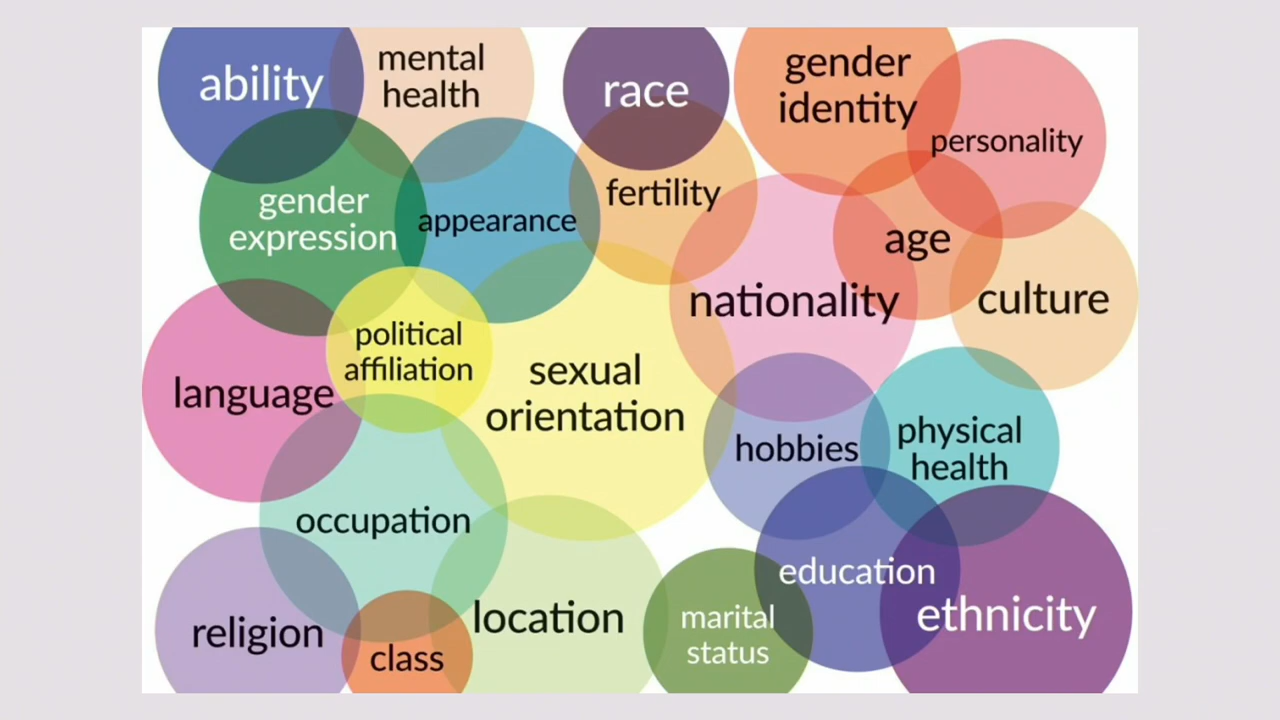 ability
mental
health
race
gender
identity
personality
gender
expression
appearance
fertility
age
nationality
culture
political
affiliation
language
sexual
orientation
hobbies
physical
health
occupation
education
religion
class
location
marital
status
ethnicity